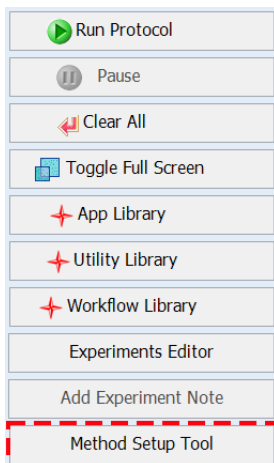 Run Protocol
Pause
Clear All
Toggle Full Screen
App Library
Utility Library
Workflow Library
Experiments Editor
Add Experiment Note
Method Setup Tool